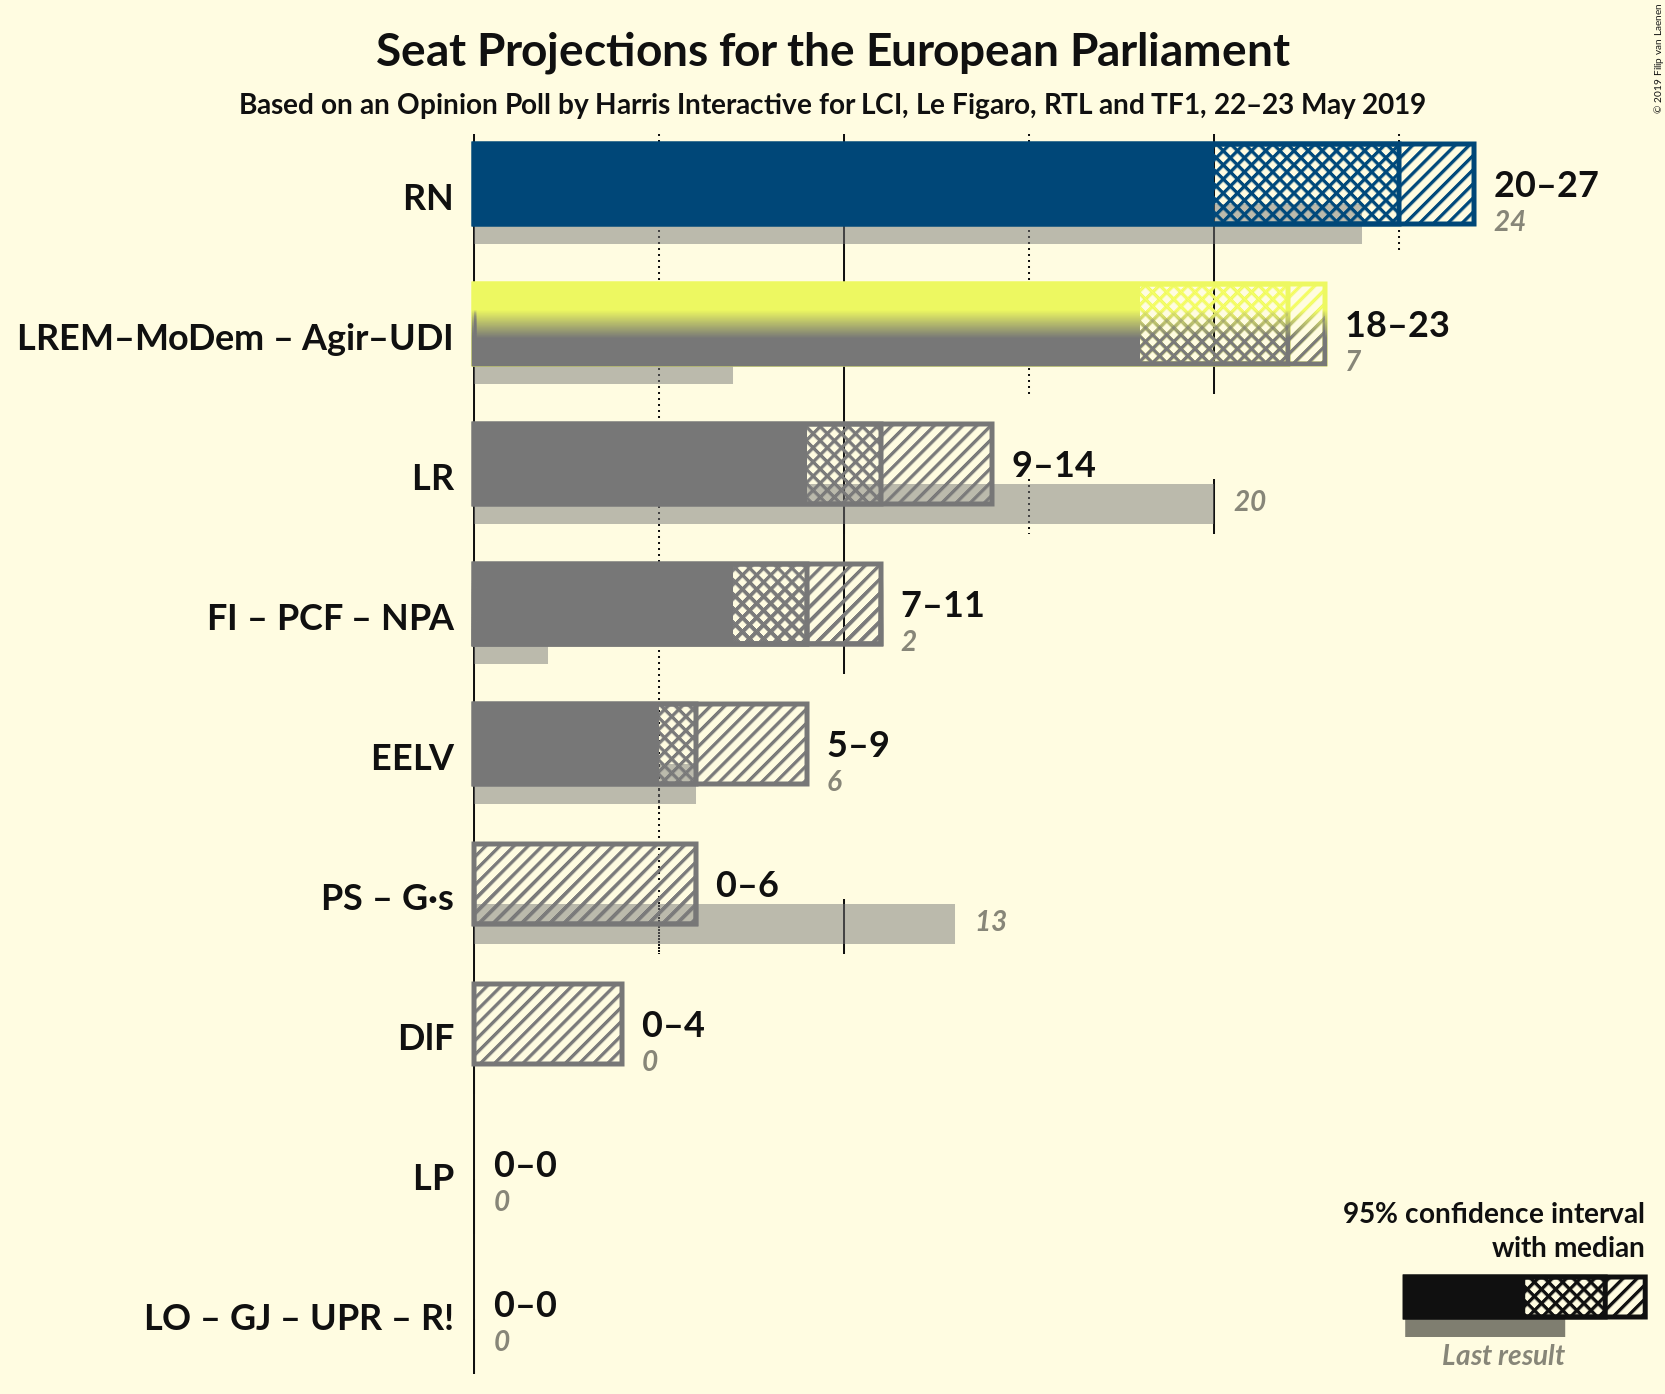 Seat Projections for the European Parliament
Based on an Opinion Poll by Harris Interactive for LCI, Le Figaro, RTL and TF1, 22–23 May 2019
© 2019 Filip van Laenen
RN
20–27
24
LREM–MoDem – Agir–UDI
18–23
7
LR
9–14
20
FI – PCF – NPA
7–11
2
EELV
5–9
6
PS – G·s
0–6
13
DlF
0–4
0
LP
0–0
0
LO – GJ – UPR – R!
0–0
0
95% confidence interval
with median
Last result